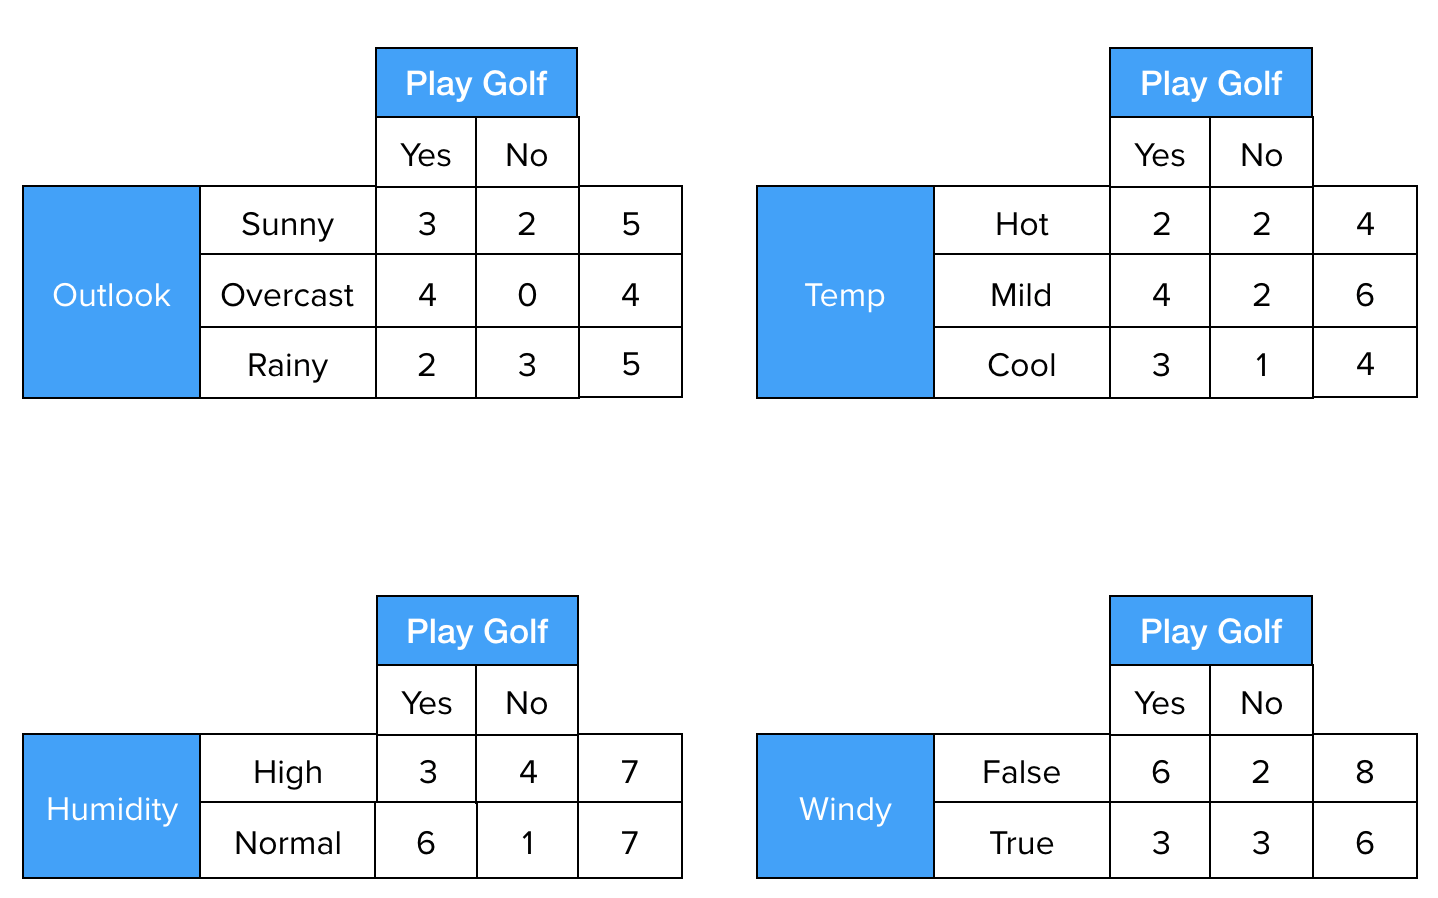 Play Golf
Yes No
Sunny 3 2 5
Outlook Overcast 4 0 4
Rainy 2 3 5
Play Golf
Yes No
Hot 2 2 4
Temp Mild 4 2 6
Cool 3 1 4
Play Golf
Yes No
High 3 4 7
Humidity
Normal 6 1 7
Play Golf
Yes No
False 6 2 8
Windy
True 3 3 6